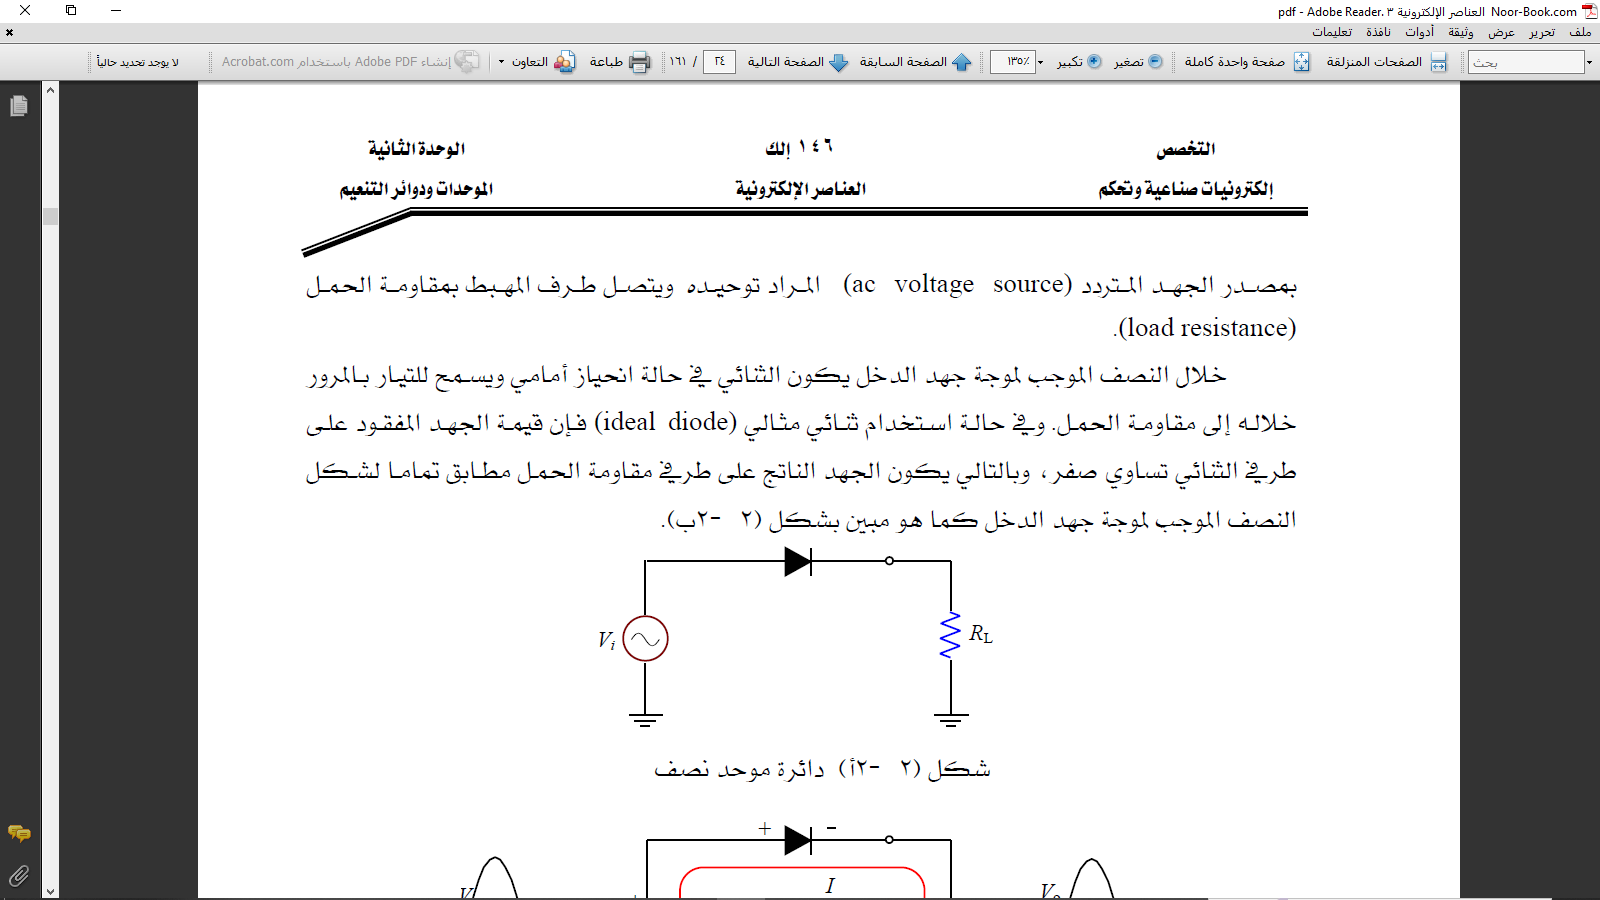 Noor-Book.com العناصر الإلكترونية ٣ .pdf - Adobe Reader
ملف تحرير عرض وثيقة أدوات نافذة تعليمات
بحث الصفحات المنزلقة صفحة واحدة كاملة تصغير تكبير ١٣٥٪ الصفحة السابقة الصفحة التالية ٢٤ / ١٦١ طباعة التعاون إنشاء Adobe PDF باستخدام Acrobat.com لا يوجد تحديد حالياً
التخصص ١٤٦ إلك الوحدة الثانية
إلكترونيات صناعية وتحكم العناصر الإلكترونية الموحدات ودوائر التنعيم
بمصدر الجهد المتردد (ac voltage source) المراد توحيده ويتصل طرف المهبط بمقاومة الحمل
(load resistance).
خلال النصف الموجب لموجة جهد الدخل يكون الثنائي في حالة انحياز أمامي ويسمح للتيار بالمرور
خلاله إلى مقاومة الحمل. وفي حالة استخدام ثنائي مثالي (ideal diode) فإن قيمة الجهد المفقود على
طرفي الثنائي تساوي صفر، وبالتالي يكون الجهد الناتج على طرفي مقاومة الحمل مطابق تماما لشكل
النصف الموجب لموجة جهد الدخل كما هو مبين بشكل (٢ -٢ب).
Vi
RL
شكل (٢ -٢أ) دائرة موحد نصف
+ -
I